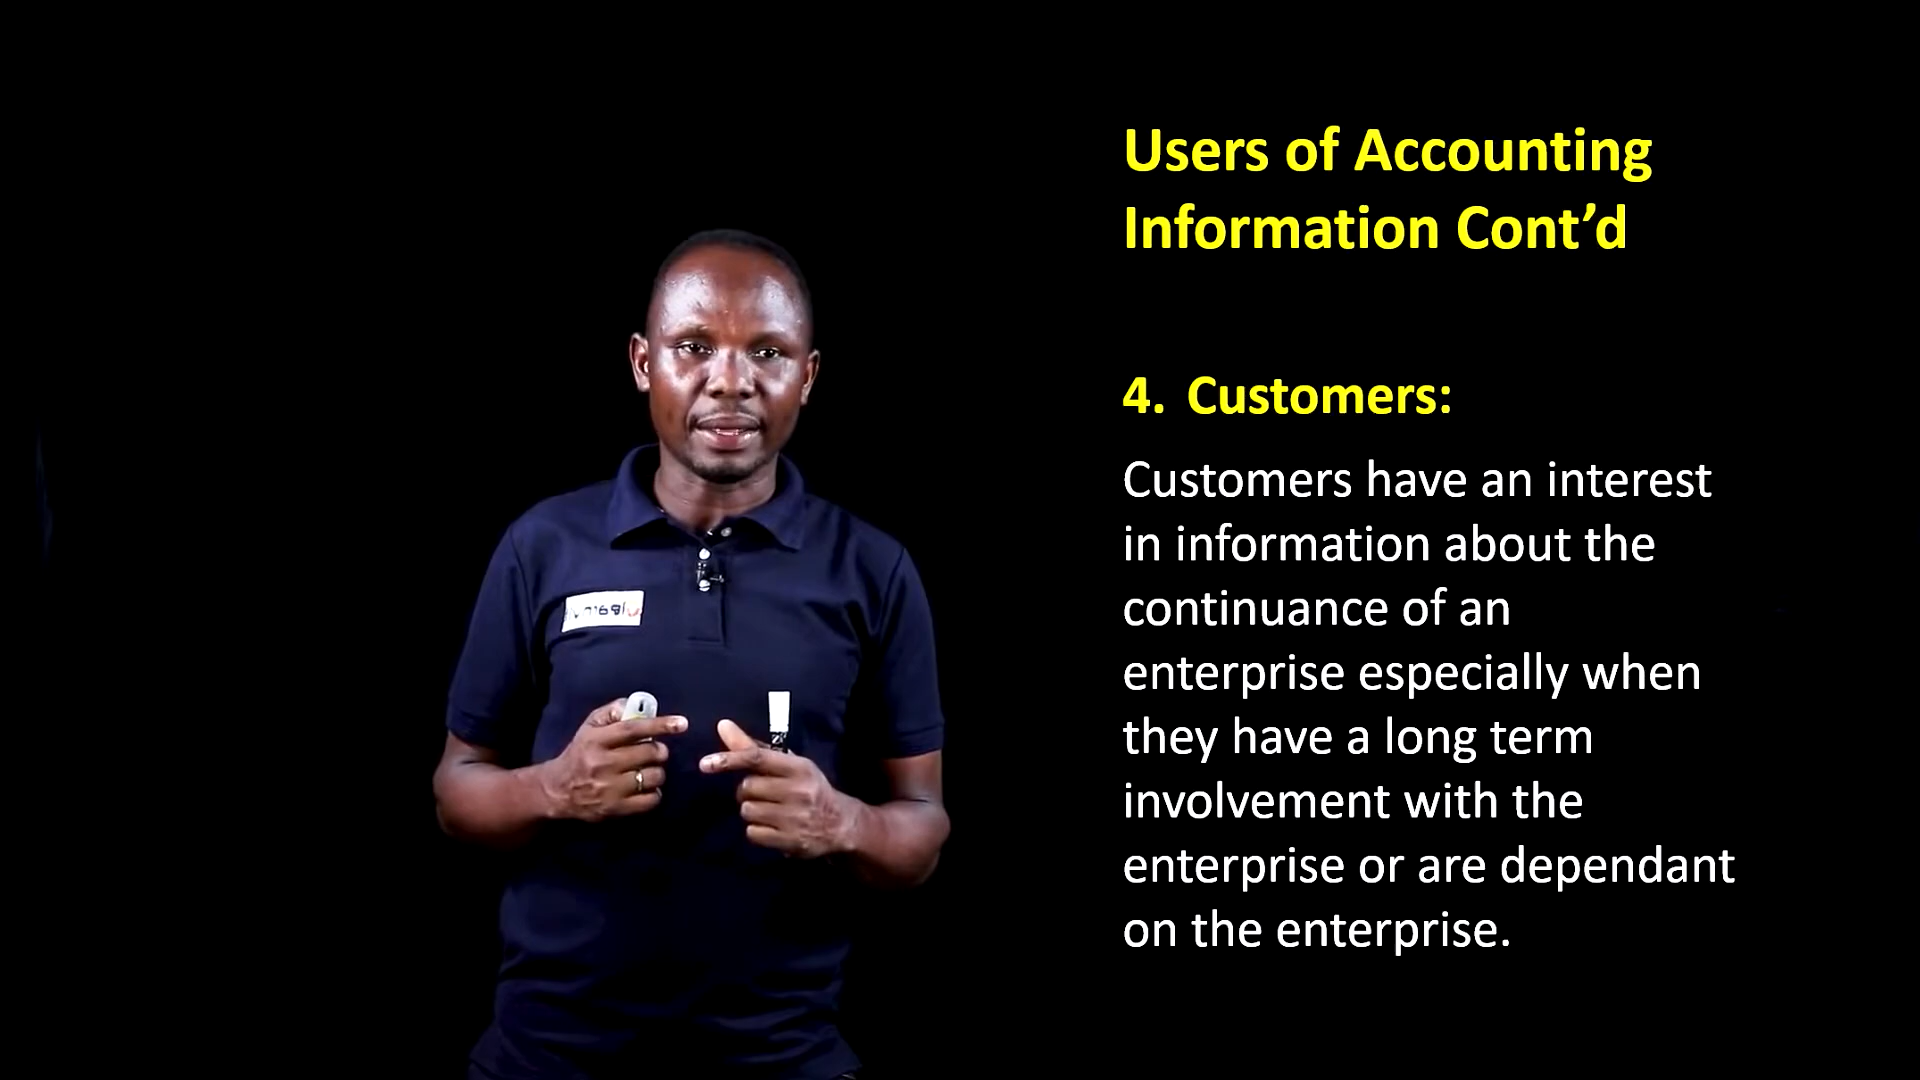 Users of Accounting
Information Cont’d
4. Customers:
Customers have an interest
in information about the
continuance of an
enterprise especially when
they have a long term
involvement with the
enterprise or are dependant
on the enterprise.